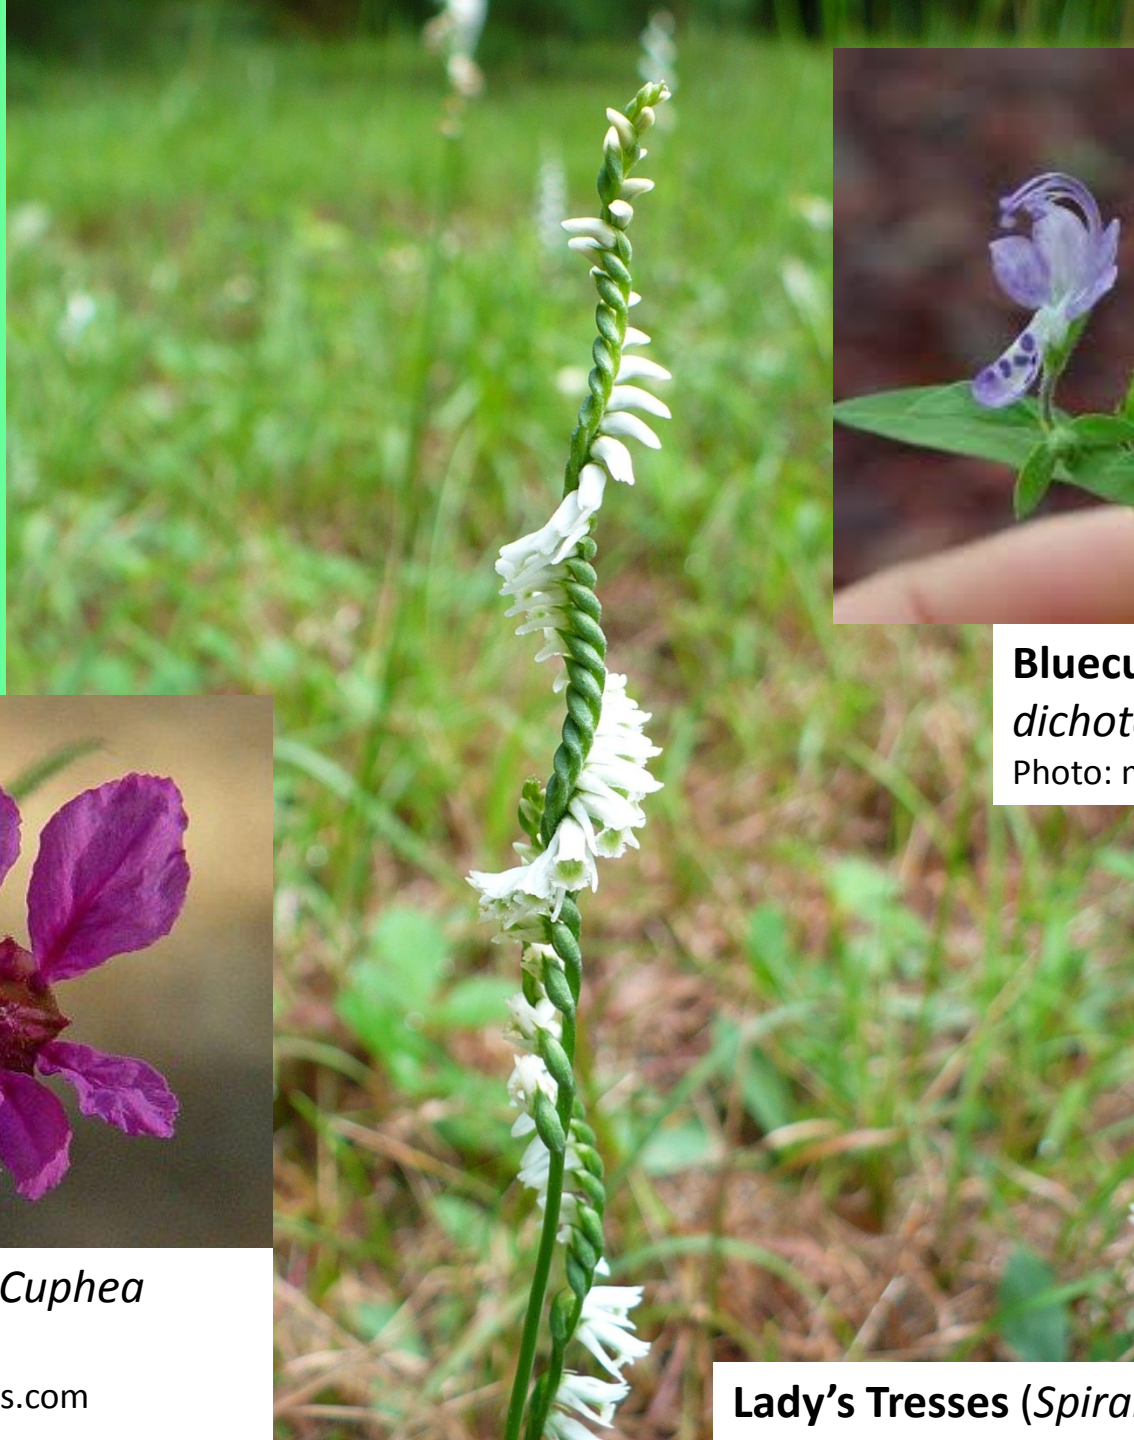 Bluecu
dichot
Photo:
Cuphea
s.com
Lady’s Tresses (Spira